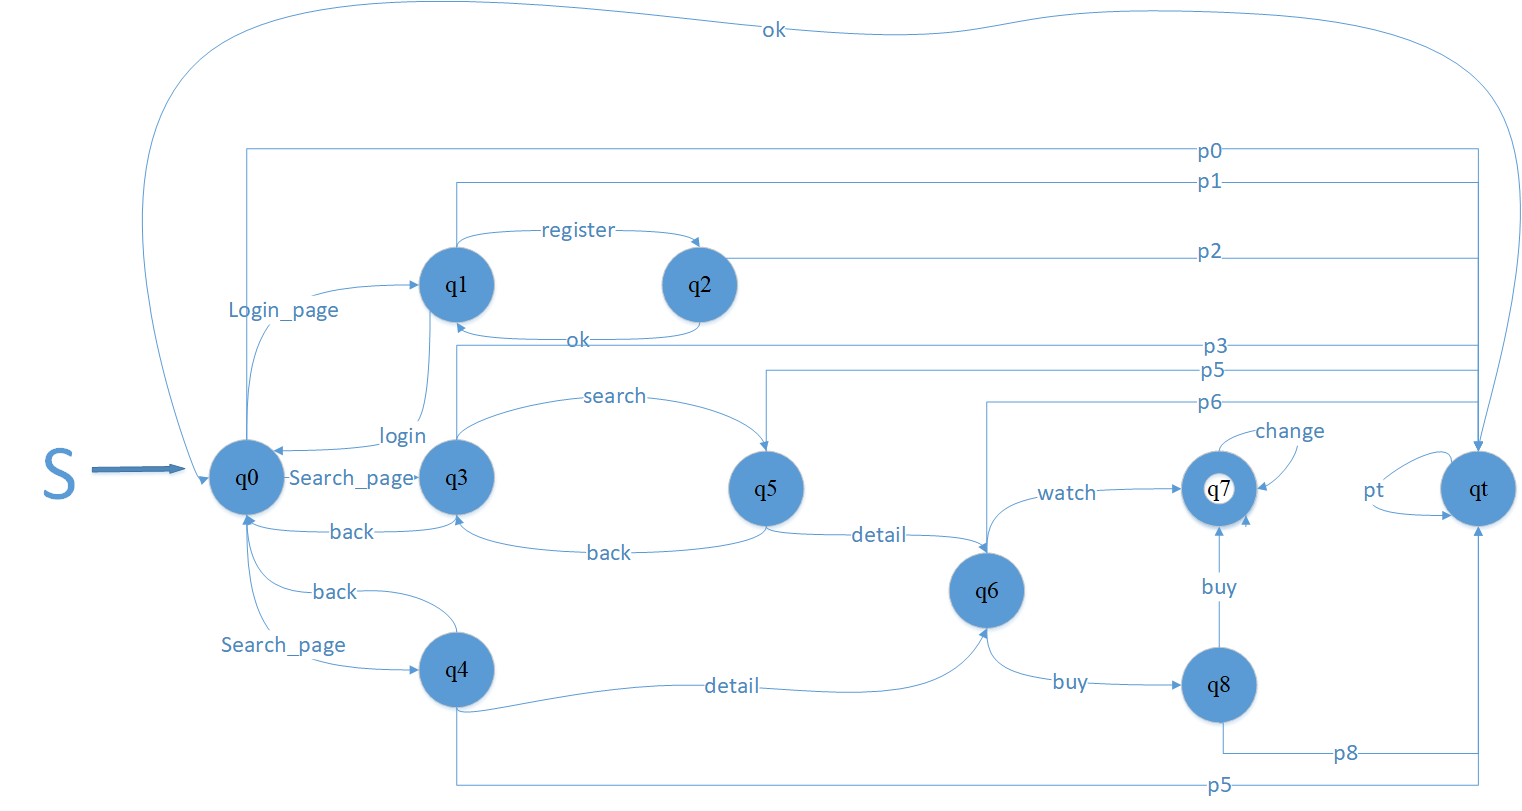 ok
p0
p1
register
p2
q1
q2
Login_page
ok
p3
p5
search
p6
login
change
S
q0
Search_page
q3
q5
watch
q7
pt
qt
back
back
detail
back
q6
buy
Search_page
q4
detail
buy
q8
p8
p5